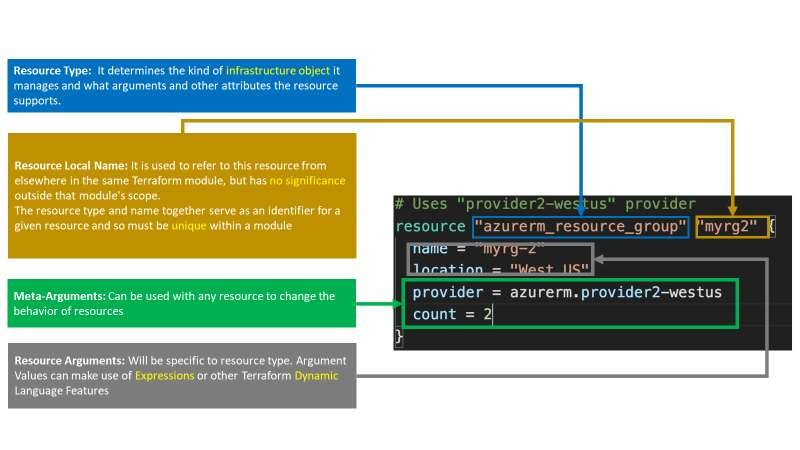 Resource Type: It determines the kind of infrastructure object it
manages and what arguments and other attributes the resource
supports.
Resource Local Name: It is used to refer to this resource from
elsewhere in the same Terraform module, but has no significance
outside that module's scope.
The resource type and name together serve as an identifier for a
given resource and so must be unique within a module
Meta-Arguments: Can be used with any resource to change the
behavior of resources
Resource Arguments: Will be specific to resource type. Argument
Values can make use of Expressions or other Terraform Dynamic
Language Features
# Uses "provider2-westus" provider
resource "azurerm_resource_group" "myrg2" {
name = "myrg-2"
location = "West US"
provider = azurerm.provider2-westus
count = 2
}